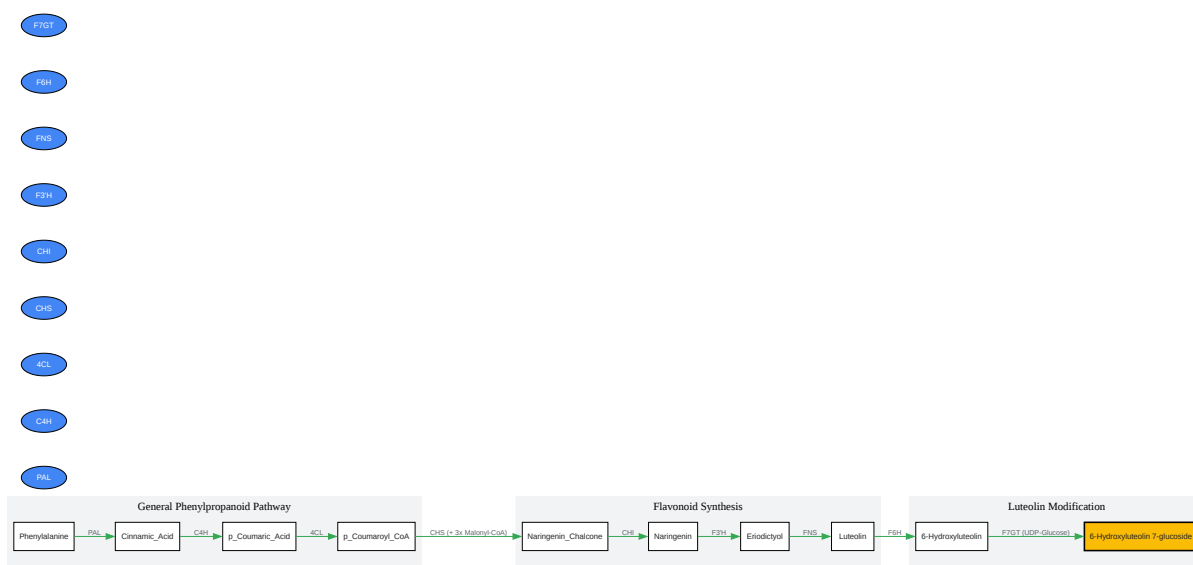 F7GT
F6H
FNS
F3'H
CHI
CHS
4CL
C4H
PAL
General Phenylpropanoid Pathway
Flavonoid Synthesis
Luteolin Modification
Phenylalanine
PAL
Cinnamic_Acid
C4H
p_Coumaric_Acid
4CL
p_Coumaroyl_CoA
CHS (+ 3x Malonyl-CoA)
Naringenin_Chalcone
CHI
Naringenin
F3'H
Eriodictyol
FNS
Luteolin
F6H
6-Hydroxyluteolin
F7GT (UDP-Glucose)
6-Hydroxyluteolin 7-glucoside